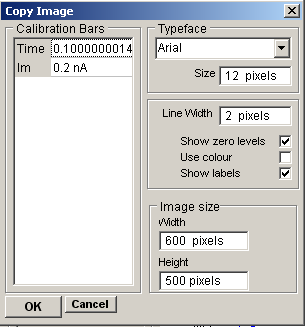 Copy Image
Calibration Bars
Time 0.1000000014
Im 0.2 nA
Typeface
Arial
Size 12 pixels
Line Width 2 pixels
Show zero levels
Use colour
Show labels
Image size
Width
600 pixels
Height
500 pixels
OK Cancel